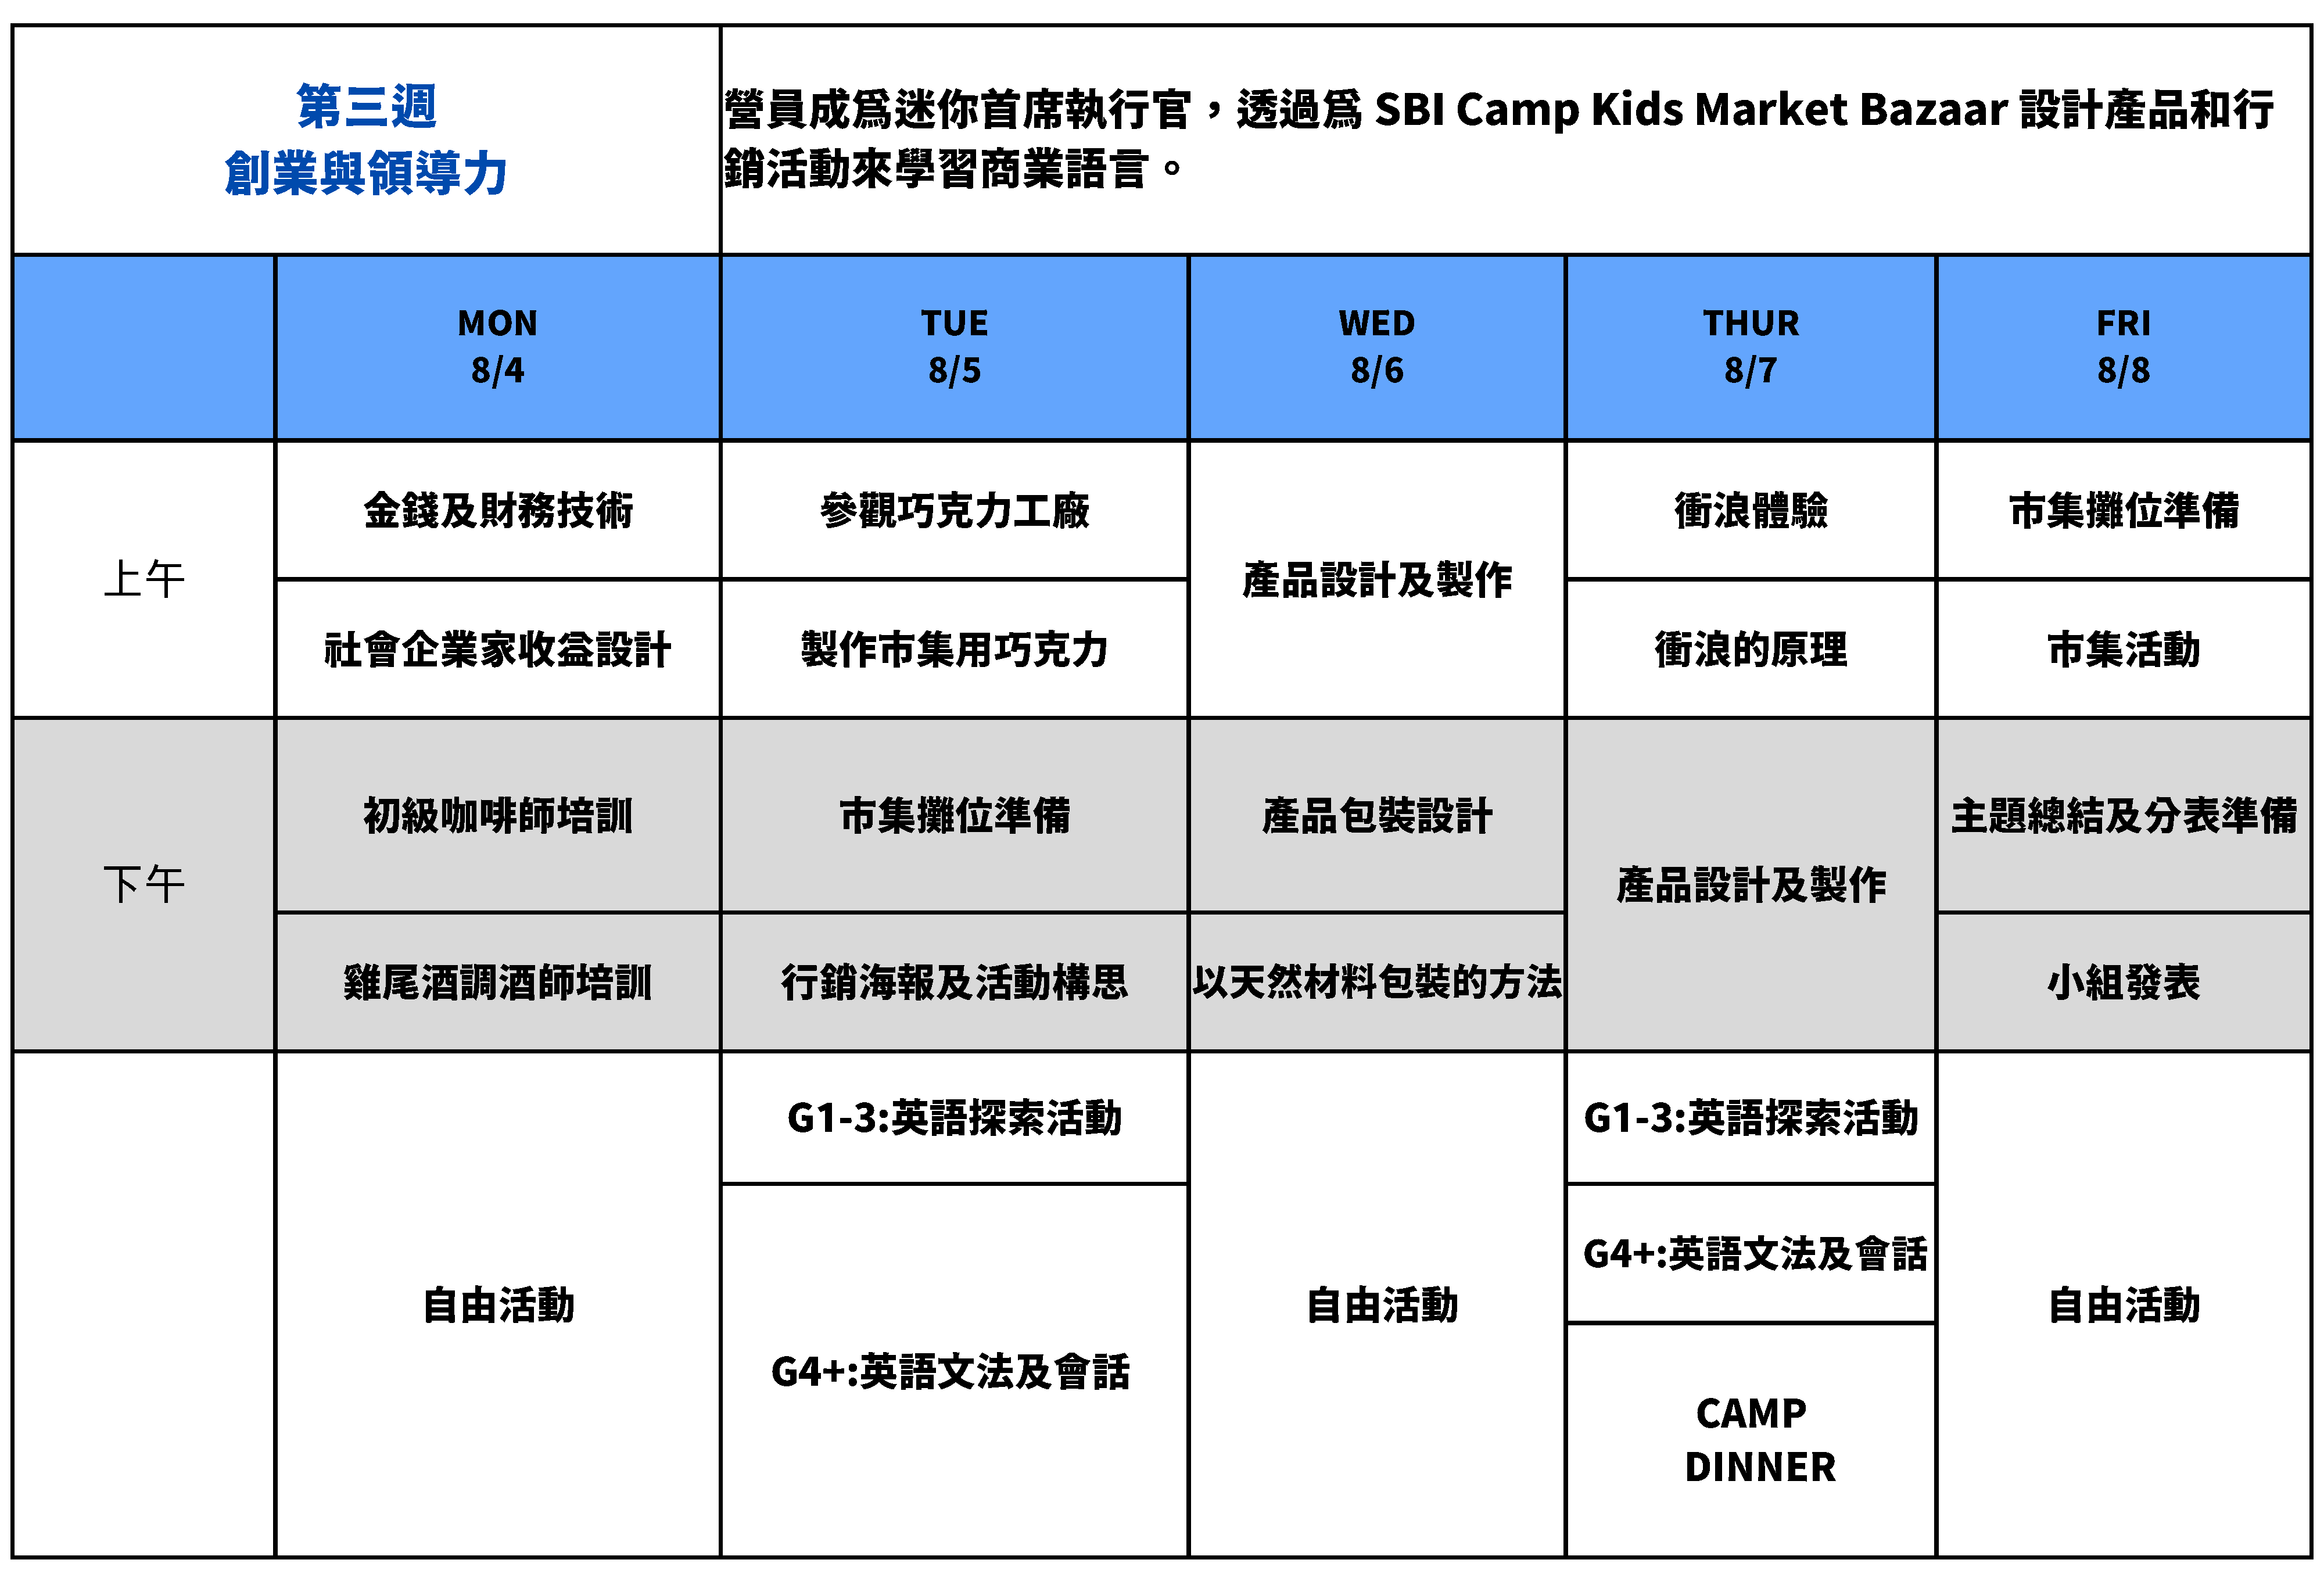 第三週
創業與領導力
營員成爲迷你首席執行官，透過爲 SBI Camp Kids Market Bazaar 設計產品和行
銷活動來學習商業語言。
MON
8/4
TUE
8/5
WED
8/6
THUR
8/7
FRI
8/8
上午
金錢及財務技術
參觀巧克力工廠
產品設計及製作
衝浪體驗
市集攤位準備
社會企業家收益設計
製作市集用巧克力
衝浪的原理
市集活動
下午
初級咖啡師培訓
市集攤位準備
產品包裝設計
產品設計及製作
主題總結及分表準備
雞尾酒調酒師培訓
行銷海報及活動構思
以天然材料包裝的方法
小組發表
自由活動
G1-3:英語探索活動
自由活動
G1-3:英語探索活動
自由活動
G4+:英語文法及會話
G4+:英語文法及會話
CAMP
DINNER